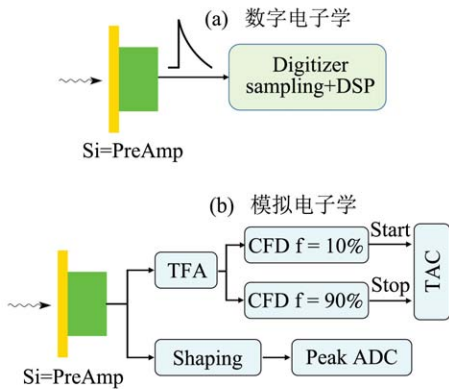 (a) 数字电子学
Digitizer
sampling+DSP
Si=PreAmp
(b) 模拟电子学
TFA
CFD f = 10%
Start
CFD f = 90%
Stop
TAC
Si=PreAmp
Shaping
Peak ADC